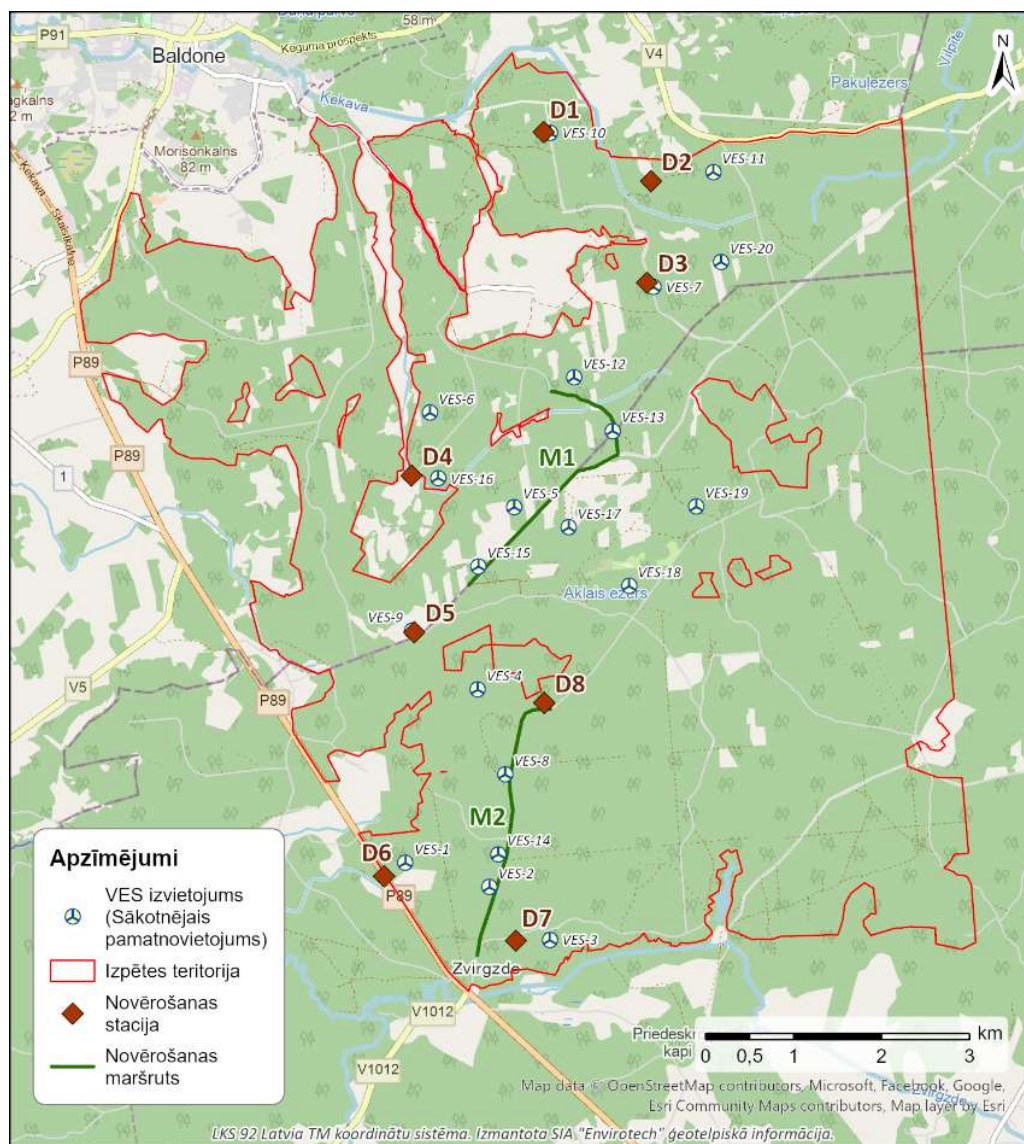 P91
Baldone
Ķeguma prospekts
58 m
V4
Vilpīte
N
Pakuļezers
Ķekava
D1
VES-10
2 m
Morisonkalns
82 m
D2
VES-11
Ķekava - Skaistkalne
VES-20
D3
VES-7
P89
VES-12
VES-6
VES-13
P89
M1
1
D4
VES-16
VES-5
VES-19
VES-17
VES-15
VES-18
Aklais ezers
VES-9
D5
V5
P89
VES-4
D8
VES-8
M2
VES-14
D6
VES-1
P89
VES-2
D7
VES-3
Zvirgzde
V1012
V1012
Apzīmējumi
VES izvietojums
(Sākotnējais
pamatnovietojums)
Izpētes teritorija
Novērošanas
stacija
Novērošanas
maršruts
kapi
km
0 0,5 1 2 3
Zvirgzde
Map data © OpenStreetMap contributors, Microsoft, Facebook, Google,
Esri Community Maps contributors, Map layer by Esri
LKS 92 Latvia TM koordinātu sistēma. Izmantota SIA "Envirotech" ģeotelpiskā informācija.